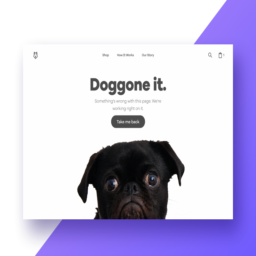 Shop How It Works Our Story
Doggone it.
Something's wrong with this page. We're
working right on it.
Take me back